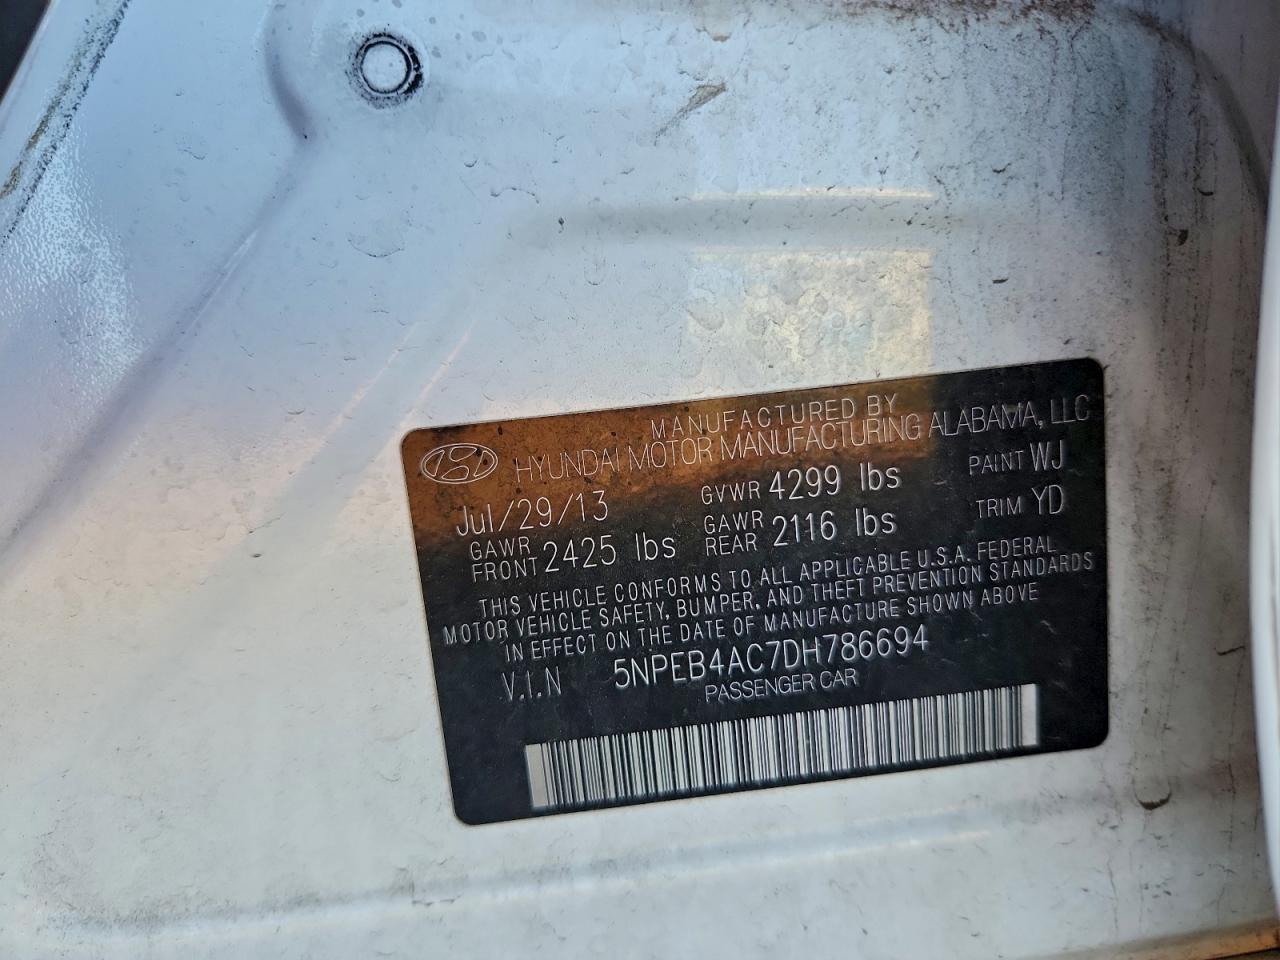 MANUFACTURED BY
HYUNDAI MOTOR MANUFACTURING ALABAMA, LLC
Jul/29/13 GVWR 4299 lbs PAINT WJ
GAWR FRONT 2425 lbs GAWR REAR 2116 lbs TRIM YD
THIS VEHICLE CONFORMS TO ALL APPLICABLE U.S.A. FEDERAL
MOTOR VEHICLE SAFETY, BUMPER, AND THEFT PREVENTION STANDARDS
IN EFFECT ON THE DATE OF MANUFACTURE SHOWN ABOVE
V.I.N 5NPEB4AC7DH786694
PASSENGER CAR